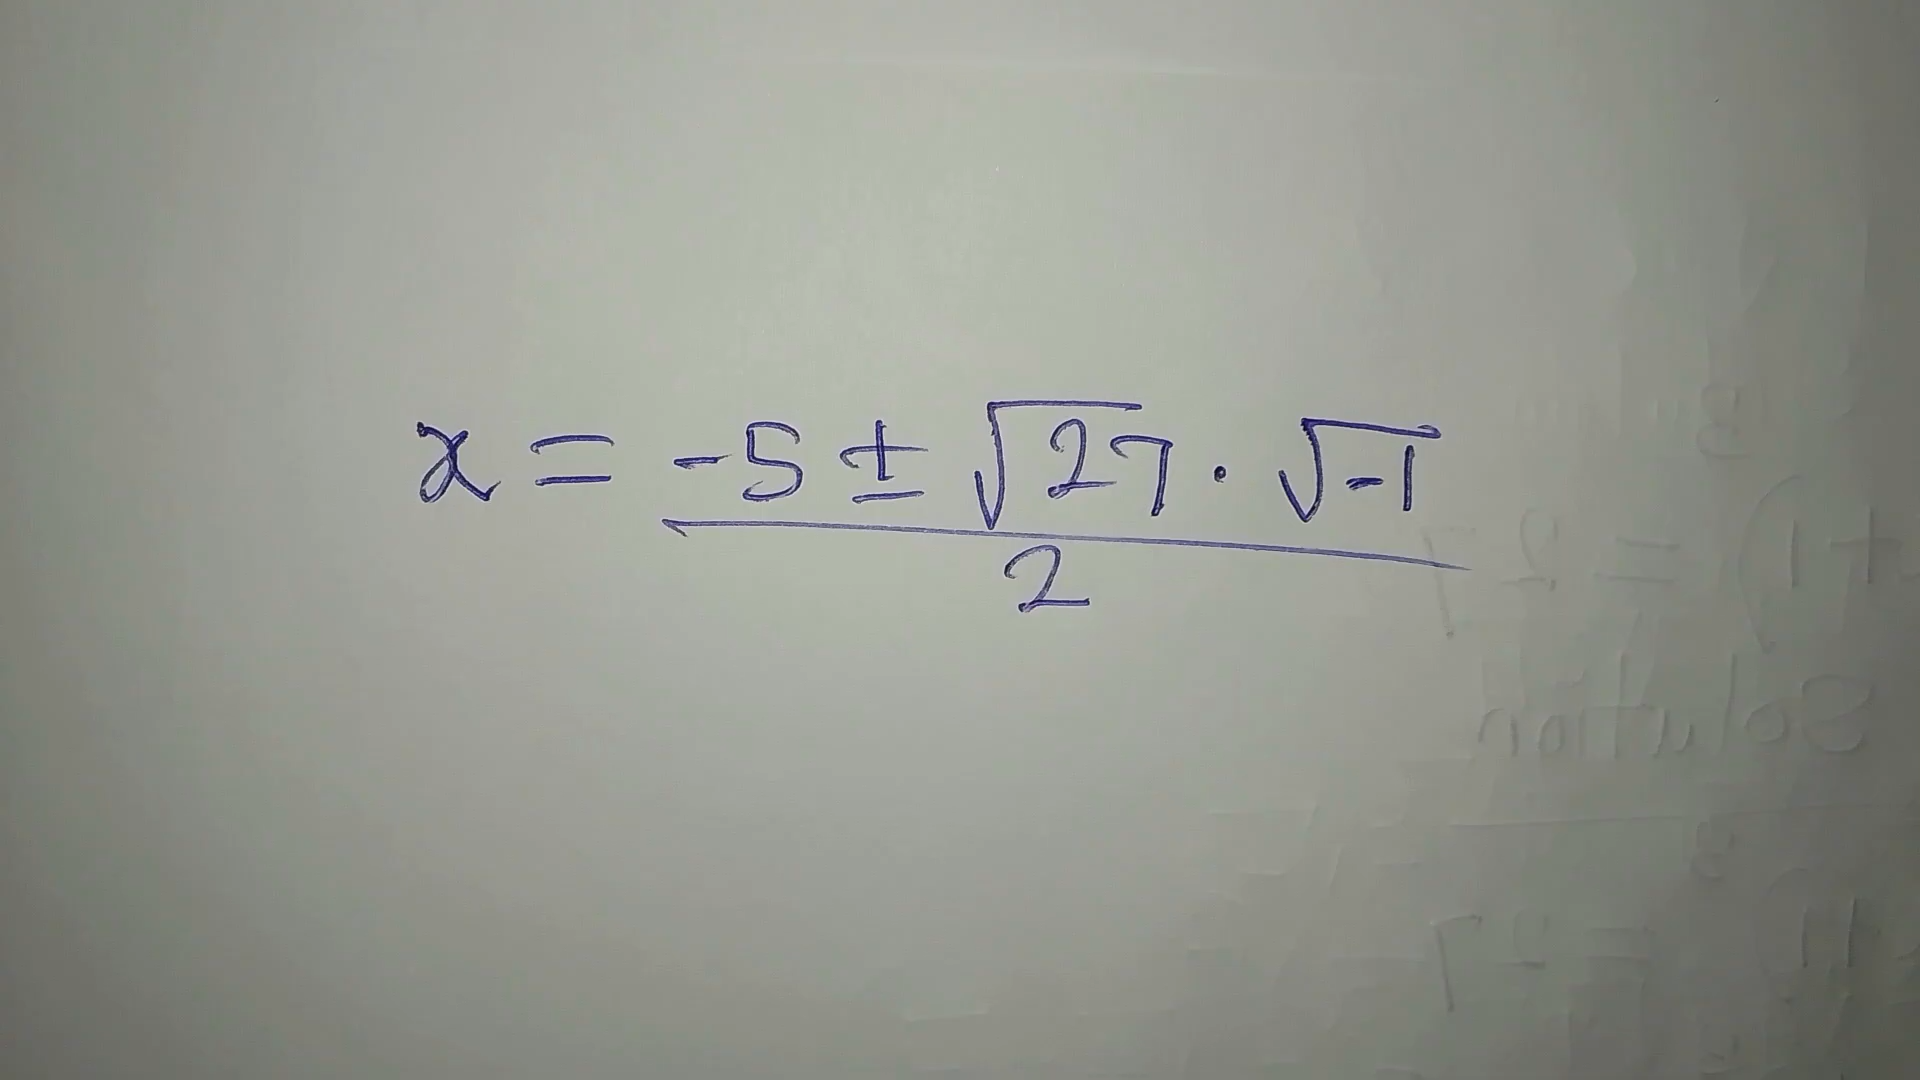 x = (-5 ± √27 · √-1) / 2